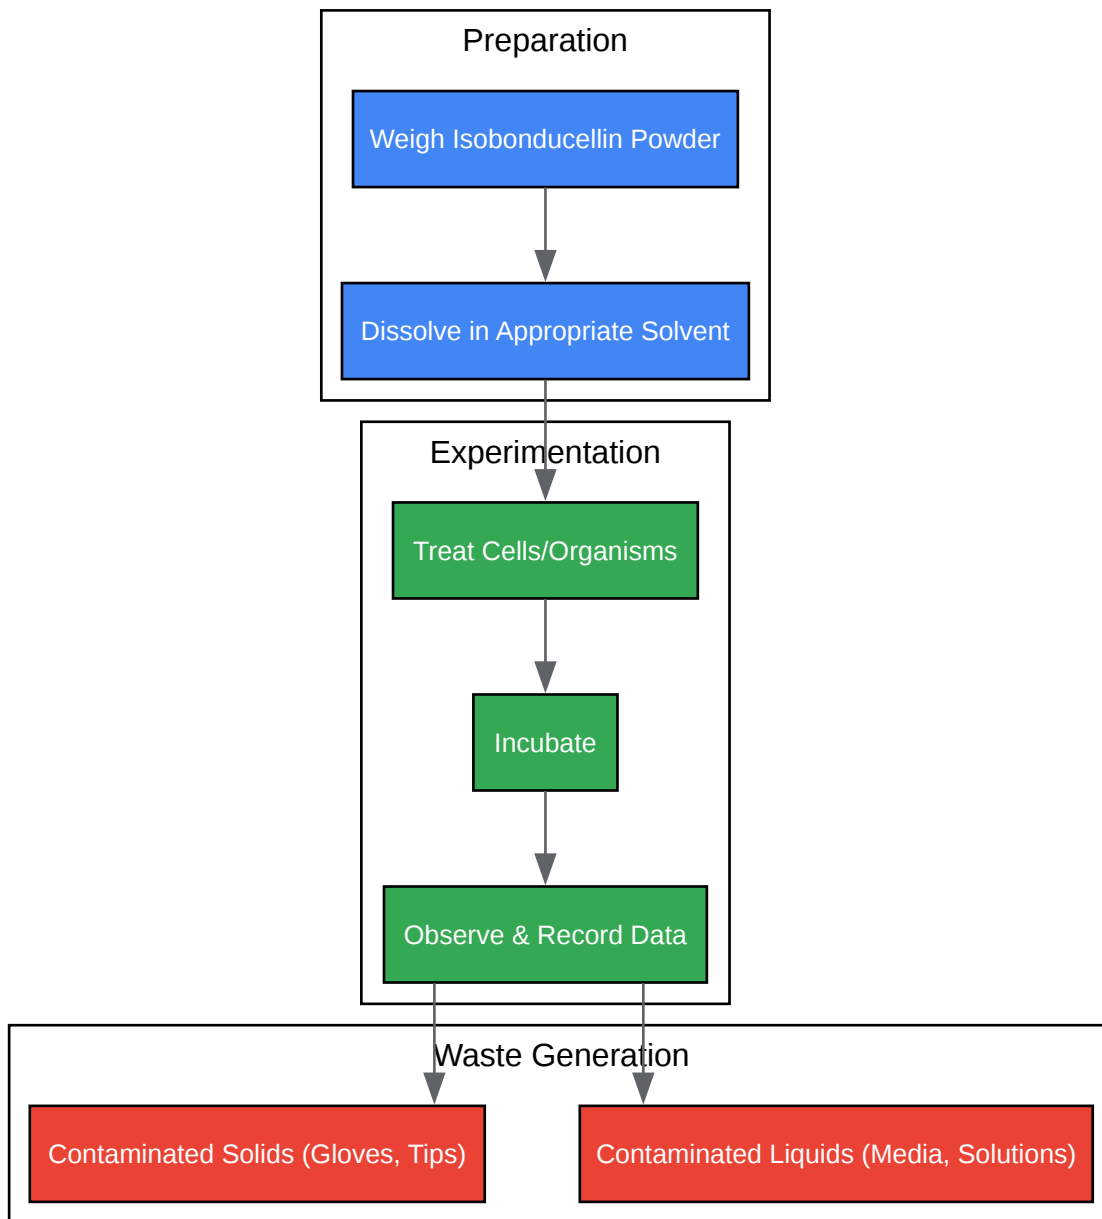 Preparation
Weigh Isobonducellin Powder
Dissolve in Appropriate Solvent
Experimentation
Treat Cells/Organisms
Incubate
Observe & Record Data
Waste Generation
Contaminated Solids (Gloves, Tips)
Contaminated Liquids (Media, Solutions)